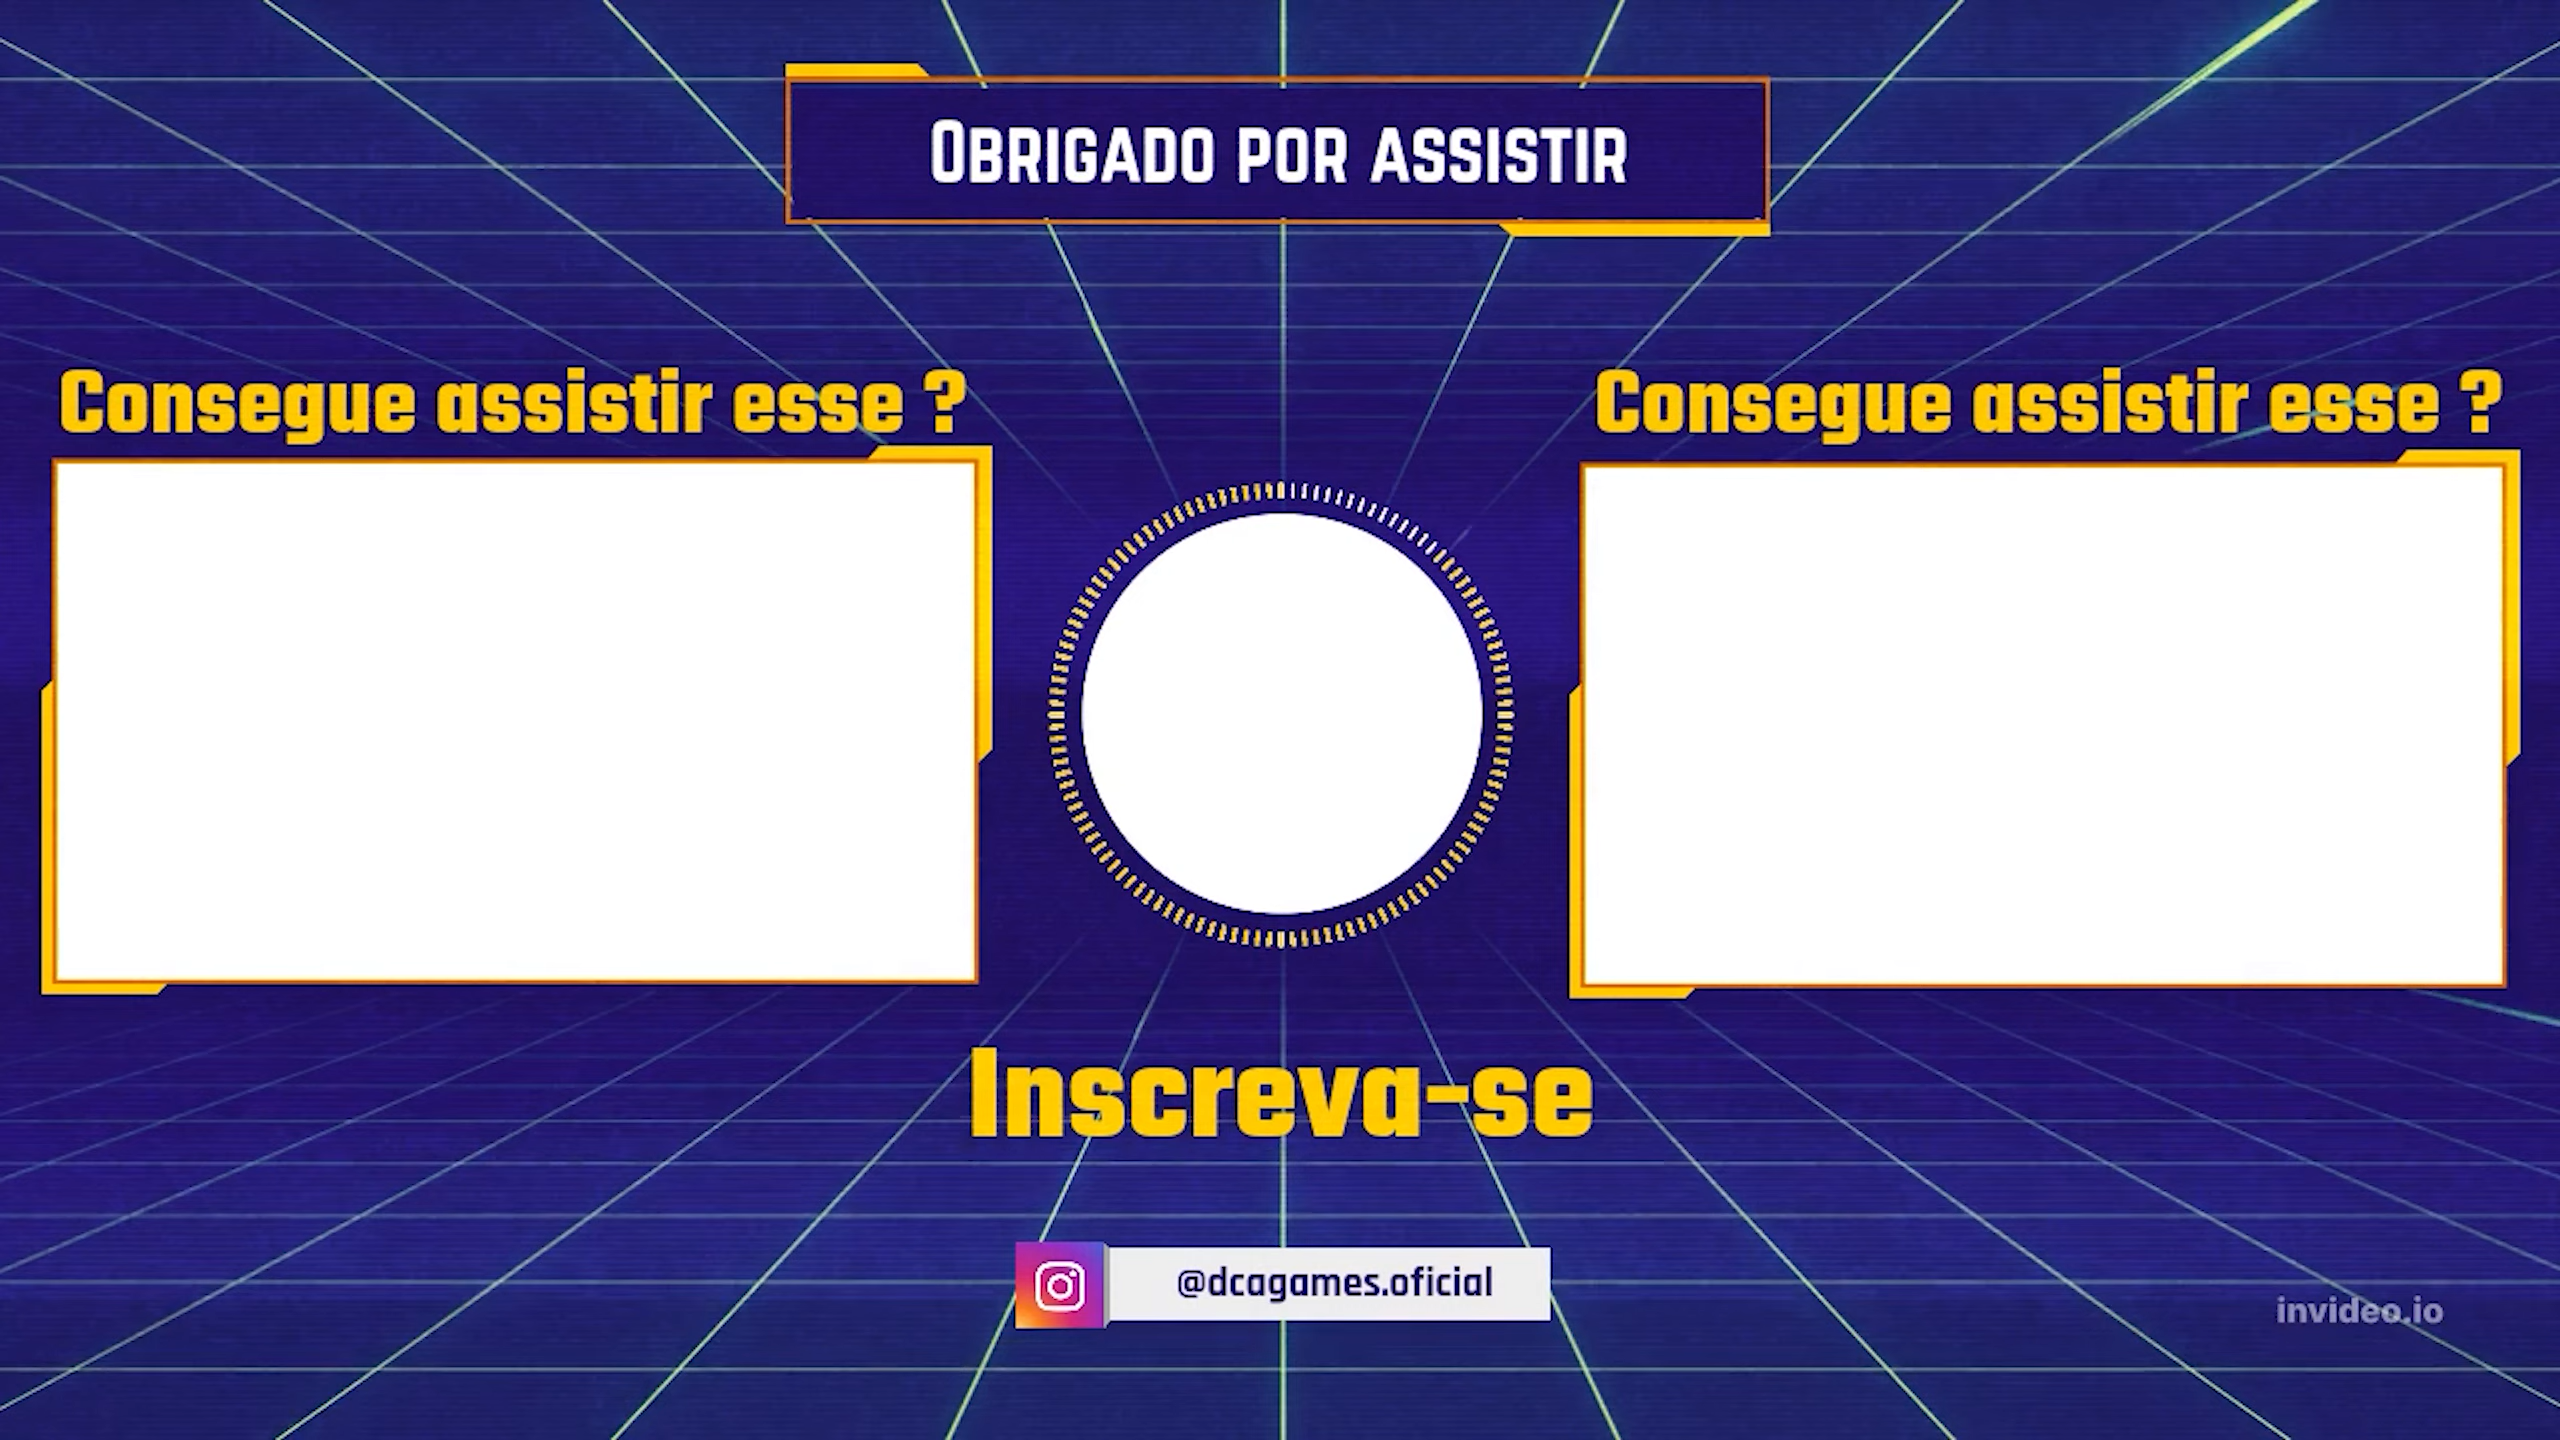 OBRIGADO POR ASSISTIR
Consegue assistir esse ?
Consegue assistir esse ?
Inscreva-se
@dcagames.oficial
invideo.io